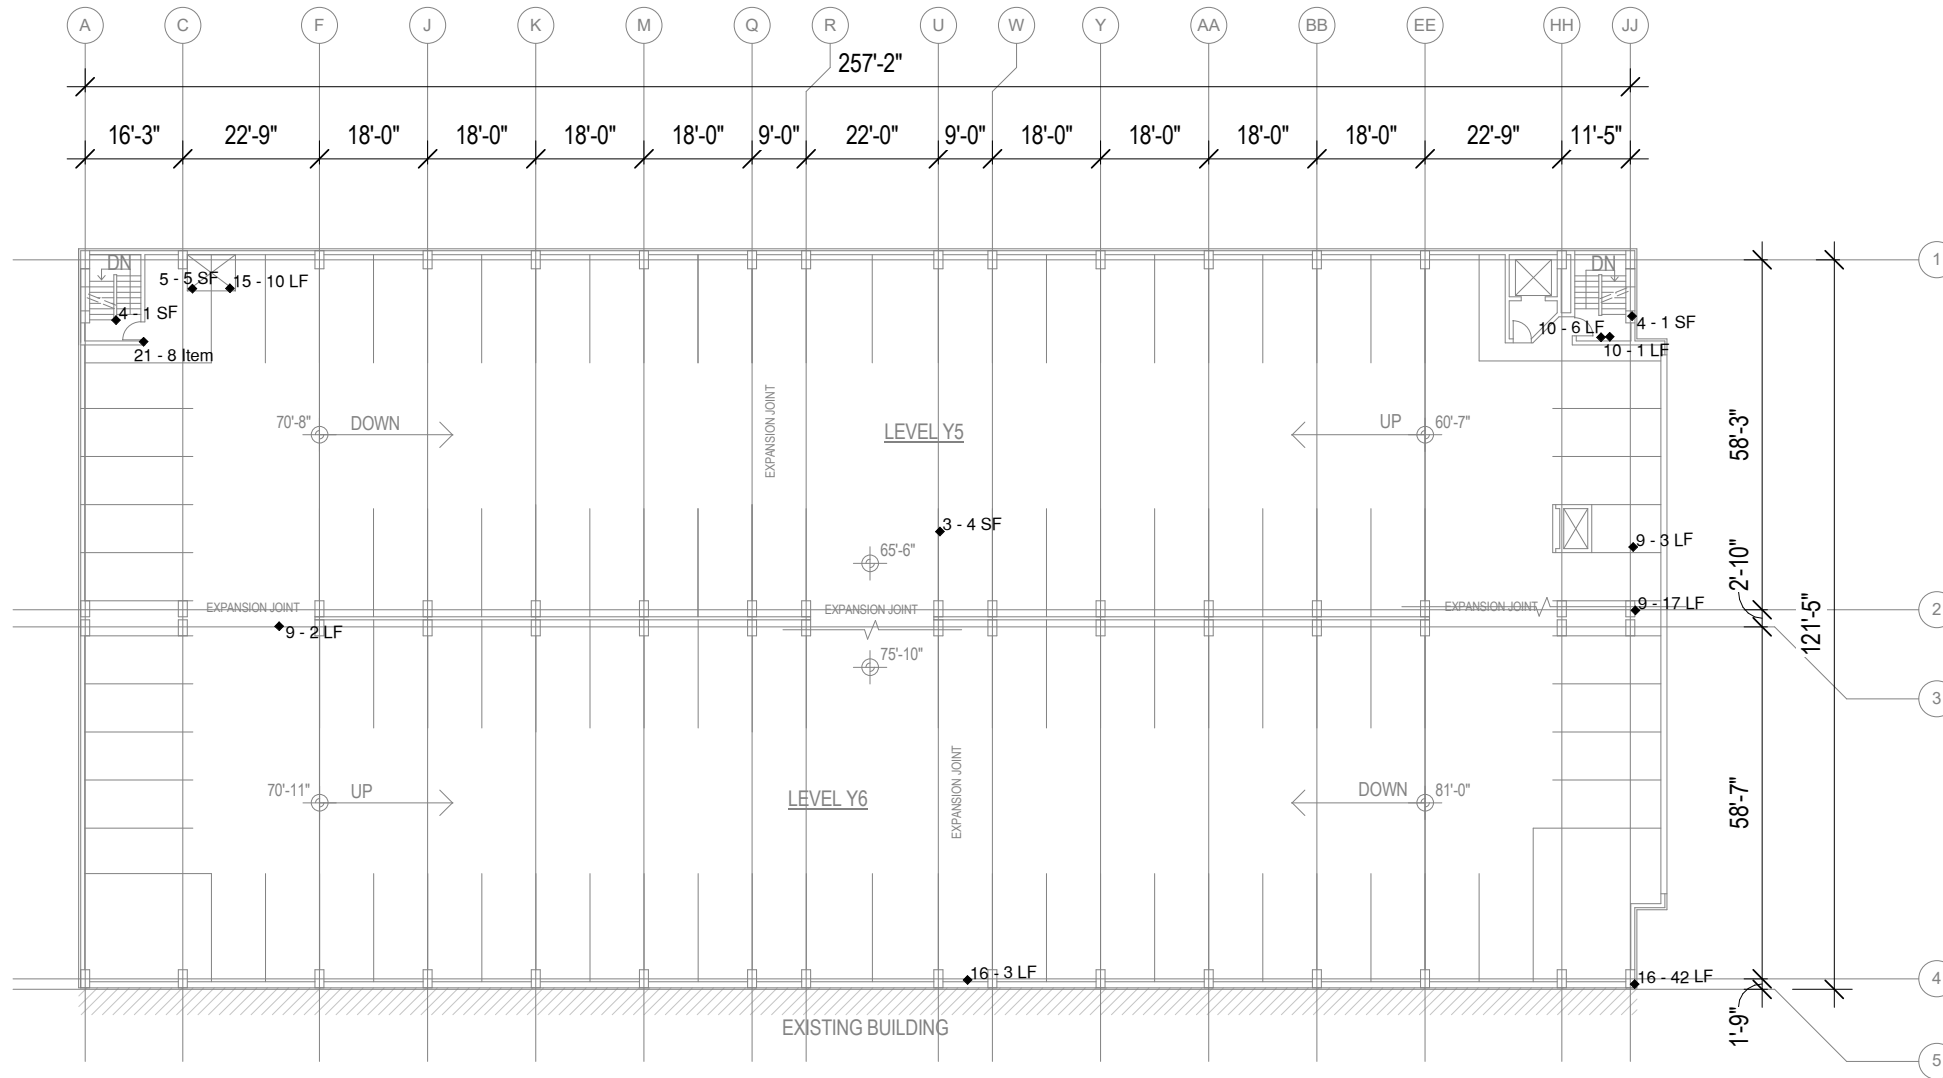 A C F J K M Q R U W Y AA BB EE HH JJ
257'-2"
16'-3" 22'-9" 18'-0" 18'-0" 18'-0" 18'-0" 9'-0" 22'-0" 9'-0" 18'-0" 18'-0" 18'-0" 18'-0" 22'-9" 11'-5"
DN
DN
1
5 - 5 SF
15 - 10 LF
4 - 1 SF
4 - 1 SF
10 - 6 LF
10 - 1 LF
21 - 8 Item
70'-8"
DOWN
EXPANSION JOINT
LEVEL Y5
UP
60'-7"
58'-3"
3 - 4 SF
65'-6"
9 - 3 LF
2'-10"
EXPANSION JOINT
EXPANSION JOINT
EXPANSION JOINT
9 - 17 LF
2
9 - 2 LF
121'-5"
75'-10"
3
70'-11"
UP
LEVEL Y6
EXPANSION JOINT
DOWN
81'-0"
58'-7"
16 - 3 LF
16 - 42 LF
4
1'-9"
EXISTING BUILDING
5